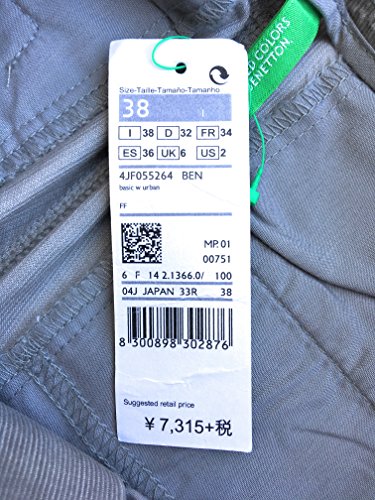 D COLORS
BENETTON
Size-Taille-Tamaño-Tamanho
38 I
I 38 D 32 FR 34
ES 36 UK 6 US 2
4JF055264 BEN
basic w urban
FF
MP. 01
00751
6 F 14 2.1366.0/ 100
04J JAPAN 33R 38
8 300898 302876
Suggested retail price
¥ 7,315+税